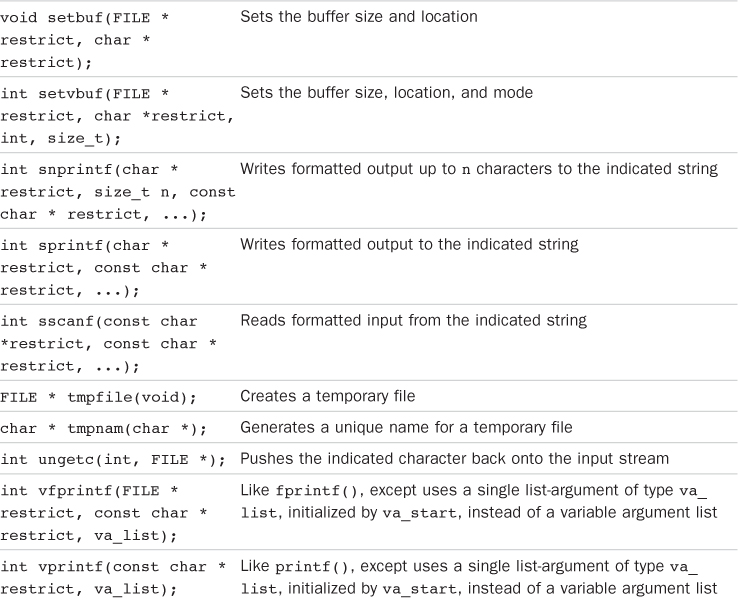 void setbuf(FILE * Sets the buffer size and location
restrict, char *
restrict);
int setvbuf(FILE * Sets the buffer size, location, and mode
restrict, char *restrict,
int, size_t);
int snprintf(char * Writes formatted output up to n characters to the indicated string
restrict, size_t n, const
char * restrict, ...);
int sprintf(char * Writes formatted output to the indicated string
restrict, const char *
restrict, ...);
int sscanf(const char Reads formatted input from the indicated string
*restrict, const char *
restrict, ...);
FILE * tmpfile(void); Creates a temporary file
char * tmpnam(char *); Generates a unique name for a temporary file
int ungetc(int, FILE *); Pushes the indicated character back onto the input stream
int vfprintf(FILE * Like fprintf(), except uses a single list-argument of type va_
restrict, const char * list, initialized by va_start, instead of a variable argument list
restrict, va_list);
int vprintf(const char * Like printf(), except uses a single list-argument of type va_
restrict, va_list); list, initialized by va_start, instead of a variable argument list